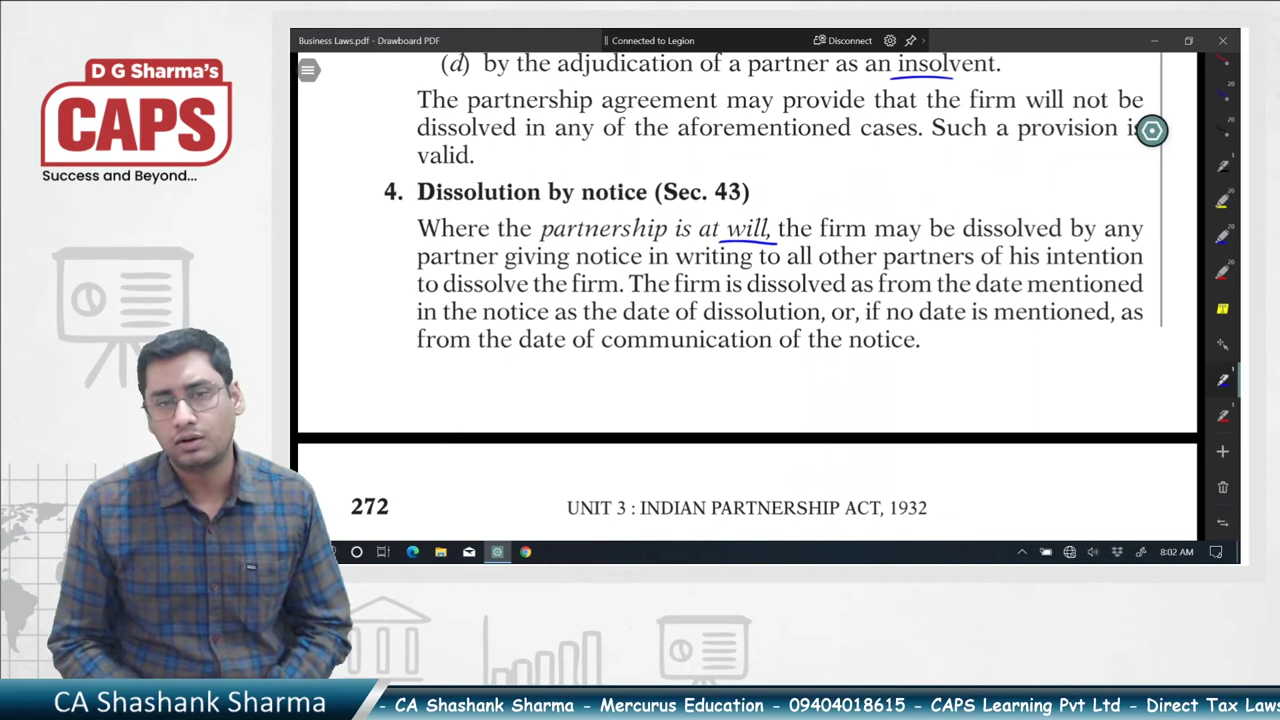 D G Sharma's
CAPS
Success and Beyond...
Business Laws.pdf - Drawboard PDF
Connected to Legion
Disconnect
(d) by the adjudication of a partner as an insolvent.
The partnership agreement may provide that the firm will not be
dissolved in any of the aforementioned cases. Such a provision is
valid.
4. Dissolution by notice (Sec. 43)
Where the partnership is at will, the firm may be dissolved by any
partner giving notice in writing to all other partners of his intention
to dissolve the firm. The firm is dissolved as from the date mentioned
in the notice as the date of dissolution, or, if no date is mentioned, as
from the date of communication of the notice.
272 UNIT 3 : INDIAN PARTNERSHIP ACT, 1932
8:02 AM
CA Shashank Sharma
- CA Shashank Sharma - Mercurus Education - 09404018615 - CAPS Learning Pvt Ltd - Direct Tax Laws